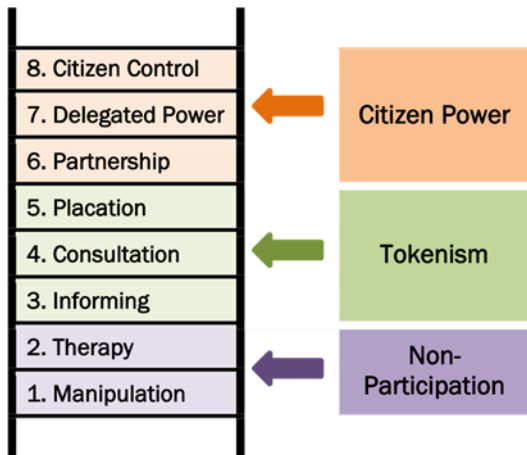 8. Citizen Control
7. Delegated Power
6. Partnership
5. Placation
4. Consultation
3. Informing
2. Therapy
1. Manipulation
Citizen Power
Tokenism
Non-
Participation